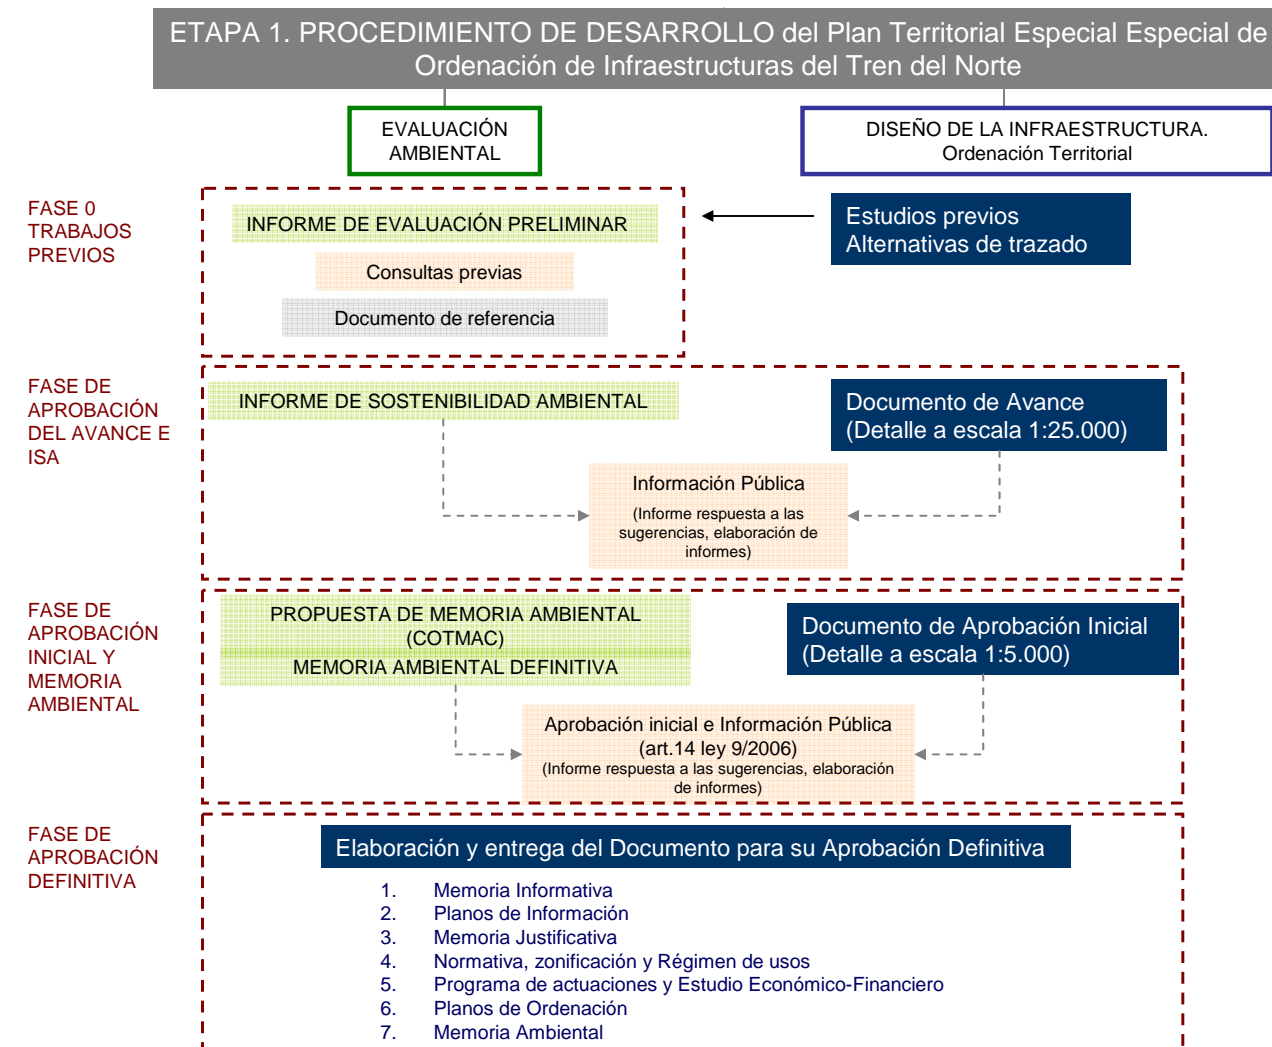 ETAPA 1. PROCEDIMIENTO DE DESARROLLO del Plan Territorial Especial Especial de
Ordenación de Infraestructuras del Tren del Norte
EVALUACIÓN
AMBIENTAL
DISEÑO DE LA INFRAESTRUCTURA.
Ordenación Territorial
FASE 0
TRABAJOS
PREVIOS
INFORME DE EVALUACIÓN PRELIMINAR
Consultas previas
Documento de referencia
Estudios previos
Alternativas de trazado
FASE DE
APROBACIÓN
DEL AVANCE E
ISA
INFORME DE SOSTENIBILIDAD AMBIENTAL
Documento de Avance
(Detalle a escala 1:25.000)
Información Pública
(Informe respuesta a las
sugerencias, elaboración de
informes)
FASE DE
APROBACIÓN
INICIAL Y
MEMORIA
AMBIENTAL
PROPUESTA DE MEMORIA AMBIENTAL
(COTMAC)
MEMORIA AMBIENTAL DEFINITIVA
Documento de Aprobación Inicial
(Detalle a escala 1:5.000)
Aprobación inicial e Información Pública
(art.14 ley 9/2006)
(Informe respuesta a las sugerencias, elaboración
de informes)
FASE DE
APROBACIÓN
DEFINITIVA
Elaboración y entrega del Documento para su Aprobación Definitiva
1. Memoria Informativa
2. Planos de Información
3. Memoria Justificativa
4. Normativa, zonificación y Régimen de usos
5. Programa de actuaciones y Estudio Económico-Financiero
6. Planos de Ordenación
7. Memoria Ambiental